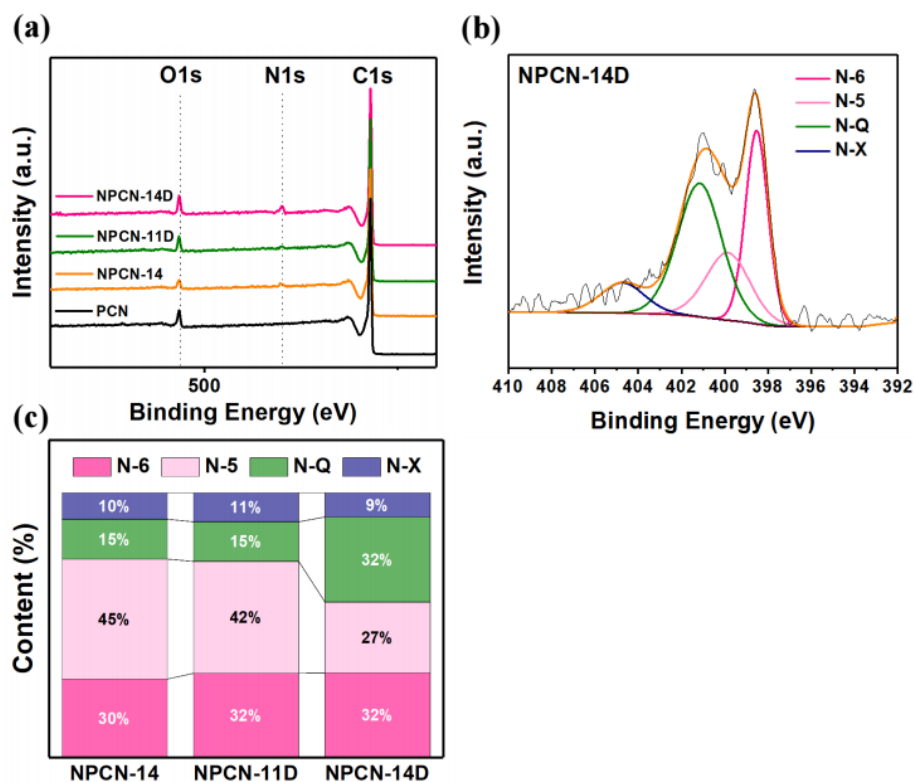 (a)
O1s N1s C1s
NPCN-14D
NPCN-11D
NPCN-14
PCN
Intensity (a.u.)
500
Binding Energy (eV)
(b)
NPCN-14D
N-6
N-5
N-Q
N-X
Intensity (a.u.)
410 408 406 404 402 400 398 396 394 392
Binding Energy (eV)
(c)
N-6 N-5 N-Q N-X
10% 11% 9%
15% 15% 32%
45% 42% 27%
30% 32% 32%
Content (%)
NPCN-14 NPCN-11D NPCN-14D